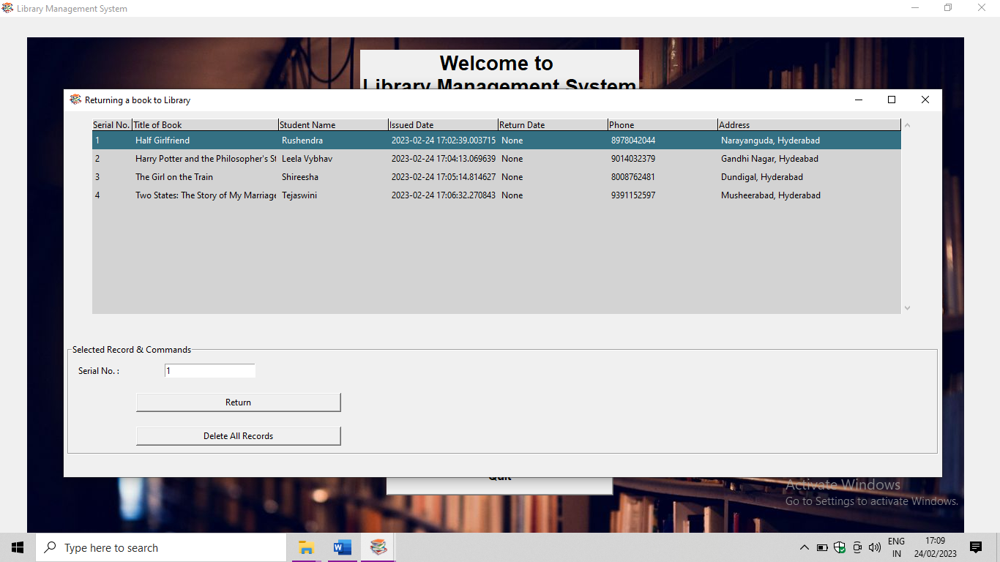 Library Management System
Welcome to
Library Management System
Returning a book to Library
Serial No. Title of Book Student Name Issued Date Return Date Phone Address
1 Half Girlfriend Rushendra 2023-02-24 17:02:39.003715 None 8978042044 Narayanguda, Hyderabad
2 Harry Potter and the Philosopher's St Leela Vybhav 2023-02-24 17:04:13.069639 None 9014032379 Gandhi Nagar, Hydeabad
3 The Girl on the Train Shireesha 2023-02-24 17:05:14.814627 None 8008762481 Dundigal, Hyderabad
4 Two States: The Story of My Marriage Tejaswini 2023-02-24 17:06:32.270843 None 9391152597 Musheerabad, Hyderabad
Selected Record & Commands
Serial No. : 1
Return
Delete All Records
Quit
Activate Windows
Go to Settings to activate Windows.
Type here to search
ENG
IN
17:09
24/02/2023